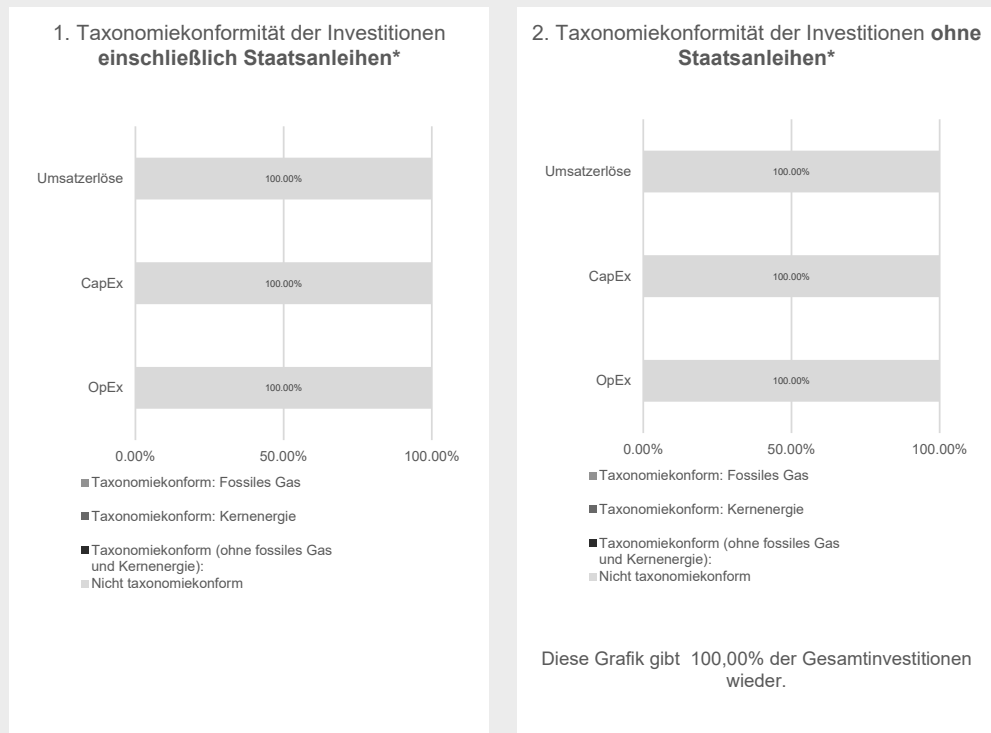 1. Taxonomiekonformität der Investitionen
einschließlich Staatsanleihen*
Umsatzerlöse
100.00%
CapEx
100.00%
OpEx
100.00%
0.00%
50.00%
100.00%
Taxonomiekonform: Fossiles Gas
Taxonomiekonform: Kernenergie
Taxonomiekonform (ohne fossiles Gas
und Kernenergie):
Nicht taxonomiekonform
2. Taxonomiekonformität der Investitionen ohne
Staatsanleihen*
Umsatzerlöse
100.00%
CapEx
100.00%
OpEx
100.00%
0.00%
50.00%
100.00%
Taxonomiekonform: Fossiles Gas
Taxonomiekonform: Kernenergie
Taxonomiekonform (ohne fossiles Gas
und Kernenergie):
Nicht taxonomiekonform
Diese Grafik gibt 100,00% der Gesamtinvestitionen
wieder.